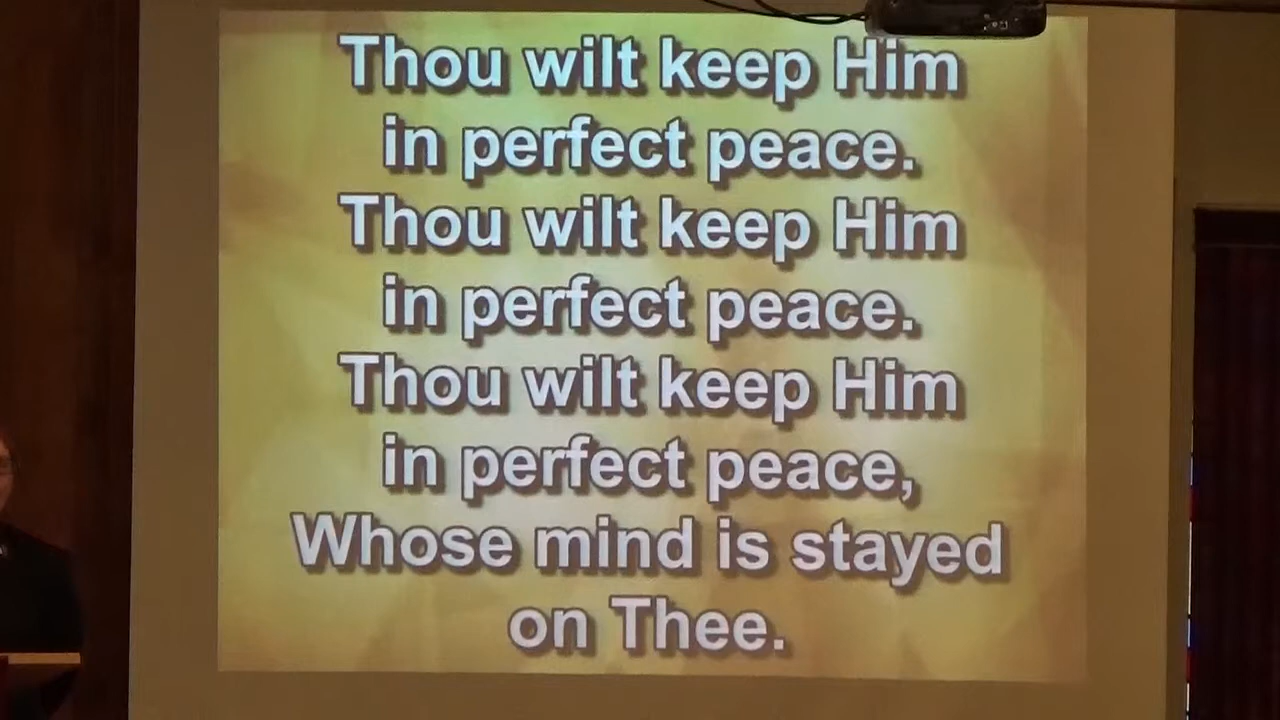 Thou wilt keep Him
in perfect peace.
Thou wilt keep Him
in perfect peace.
Thou wilt keep Him
in perfect peace,
Whose mind is stayed
on Thee.